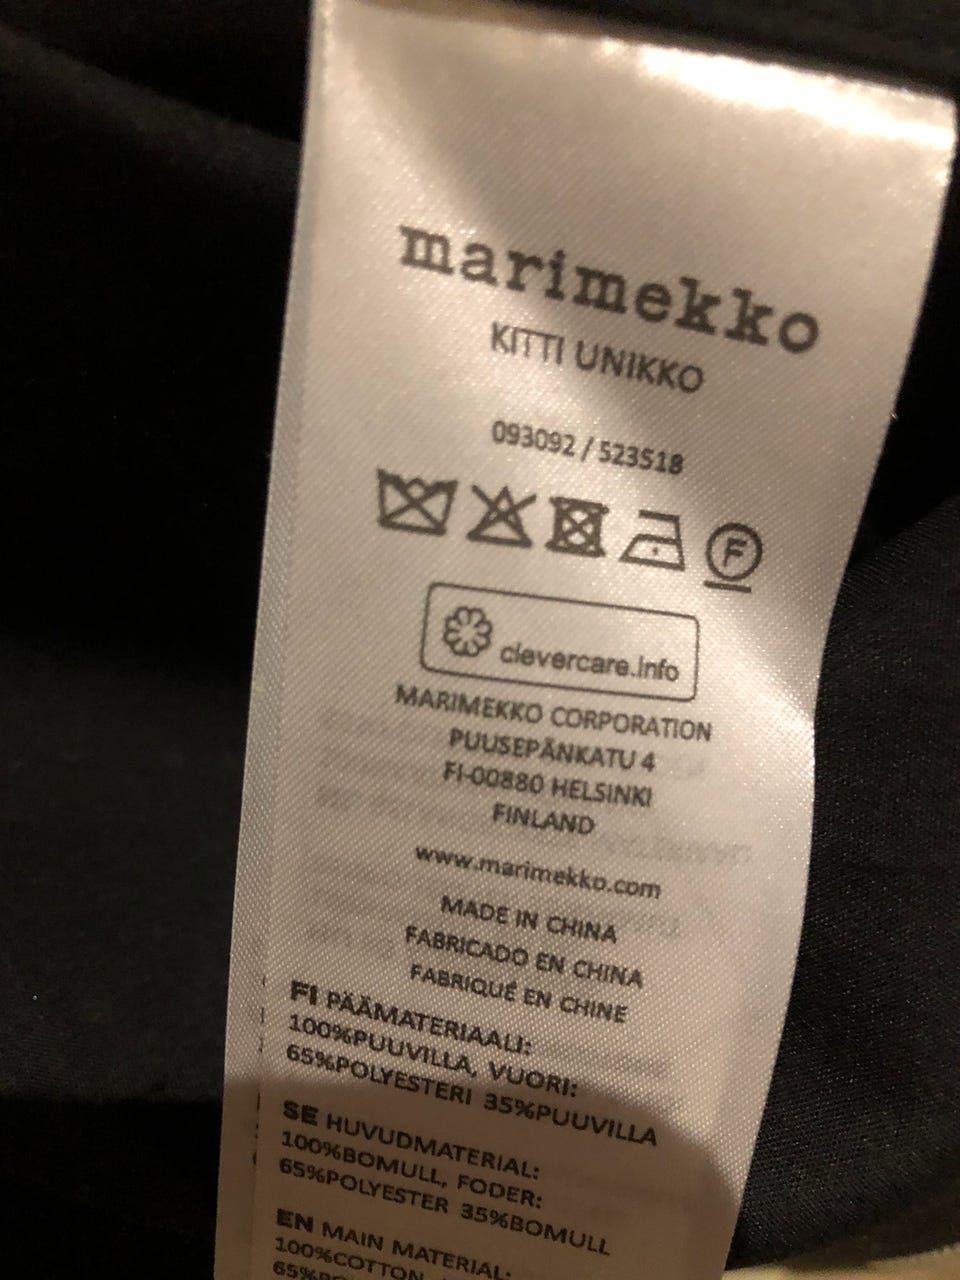 marimekko
KITTI UNIKKO
093092 / 523518
F
clevercare.info
MARIMEKKO CORPORATION
PUUSEPÄNKATU 4
FI-00880 HELSINKI
FINLAND
www.marimekko.com
MADE IN CHINA
FABRICADO EN CHINA
FABRIQUÉ EN CHINE
FI PÄÄMATERIAALI:
100%PUUVILLA, VUORI:
65%POLYESTERI 35%PUUVILLA
SE HUVUDMATERIAL:
100%BOMULL, FODER:
65%POLYESTER 35%BOMULL
EN MAIN MATERIAL:
100%COTTON,